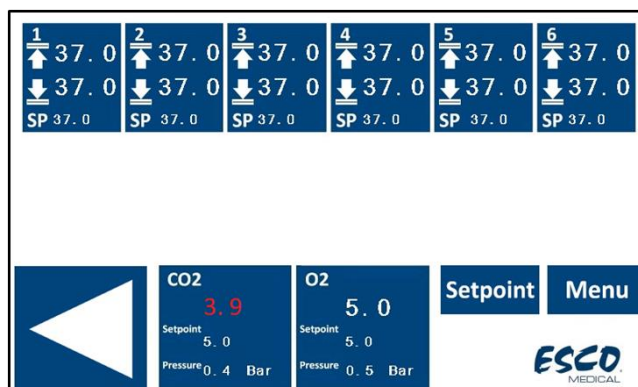 1 2 3 4 5 6
37.0 37.0 37.0 37.0 37.0 37.0
37.0 37.0 37.0 37.0 37.0 37.0
SP 37.0 SP 37.0 SP 37.0 SP 37.0 SP 37.0 SP 37.0
CO2
3.9
Setpoint
5.0
Pressure 0.4 Bar
O2
5.0
Setpoint
5.0
Pressure 0.5 Bar
Setpoint
Menu
ESCO
MEDICAL